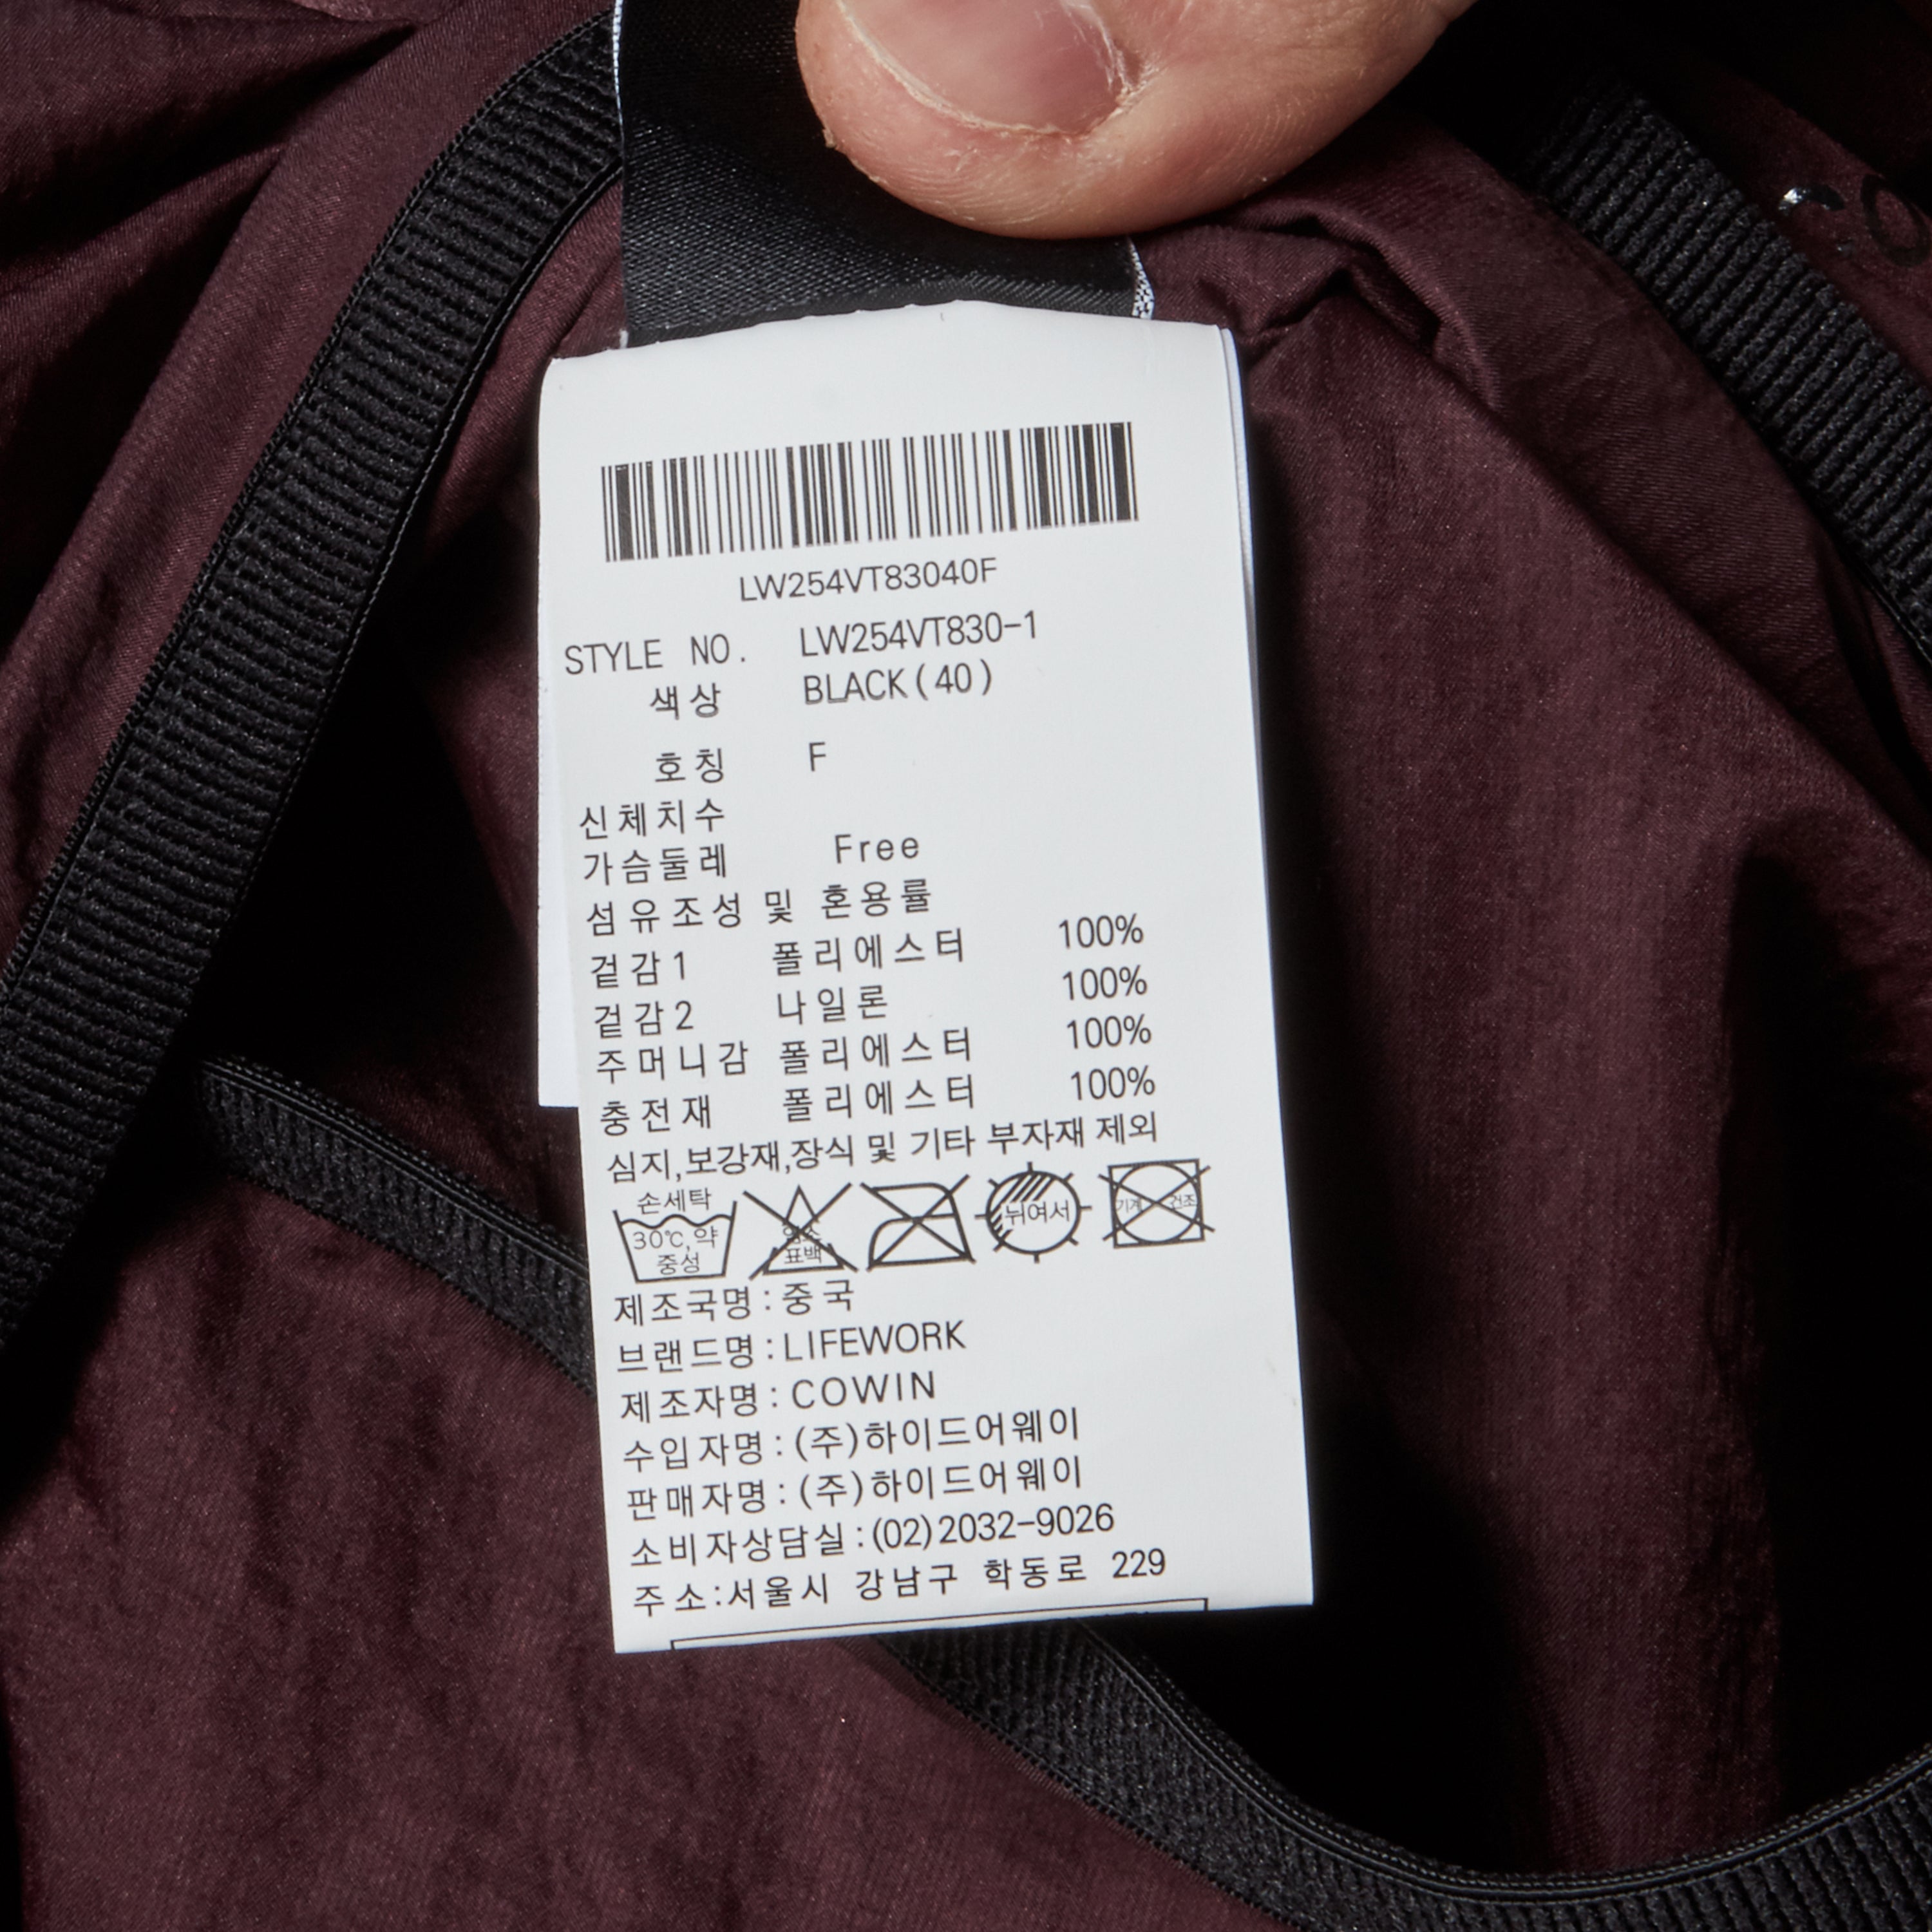 LW254VT83040F
STYLE NO. LW254VT830-1
색상 BLACK(40)
호칭 F
신체치수
가슴둘레 Free
섬유조성 및 혼용률
겉감1 폴리에스터 100%
겉감2 나일론 100%
주머니감 폴리에스터 100%
충전재 폴리에스터 100%
심지,보강재,장식 및 기타 부자재 제외
손세탁
30℃,약
중성
염소
표백
뉘여서
기계 건조
제조국명:중국
브랜드명:LIFEWORK
제조자명:COWIN
수입자명:(주)하이드어웨이
판매자명:(주)하이드어웨이
소비자상담실:(02)2032-9026
주소:서울시 강남구 학동로 229